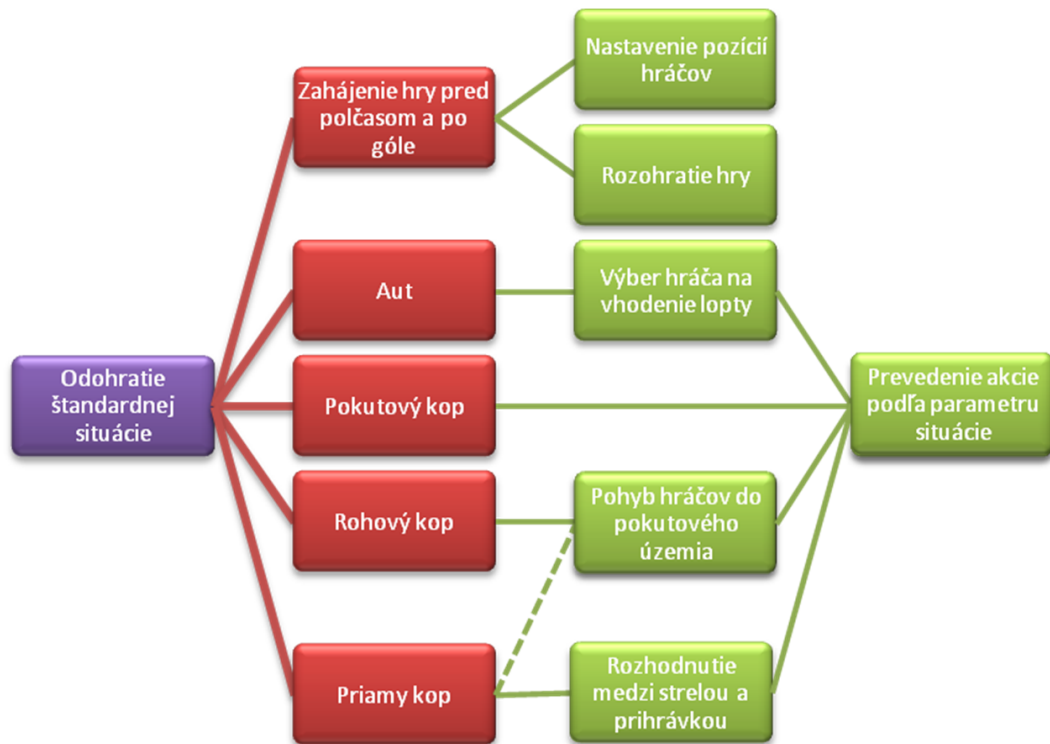 Nastavenie pozícií
hráčov
Zahájenie hry pred
polčasom a po
góle
Rozohratie hry
Aut
Výber hráča na
vhodenie lopty
Odohratie
štandardnej
situácie
Pokutový kop
Prevedenie akcie
podľa parametru
situácie
Rohový kop
Pohyb hráčov do
pokutového
územia
Priamy kop
Rozhodnutie
medzi strelou a
prihrávkou